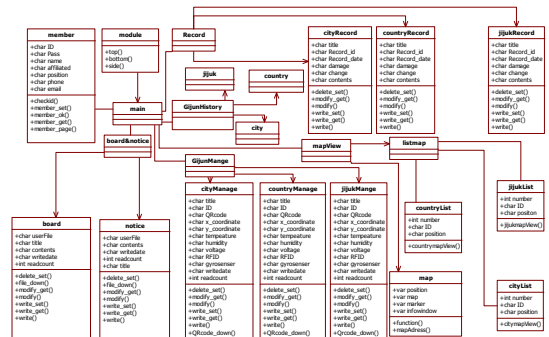 member
+char ID
+char Pass
+char name
+char affiliated
+char position
+char phone
+char email
+checkid()
+member_set()
+member_ok()
+member_get()
+member_page()
module
+top()
+bottom()
+side()
Record
cityRecord
+char title
+char Record_id
+char Record_date
+char damage
+char change
+char contents
+delete_set()
+modify_get()
+modify()
+write_set()
+write_get()
+write()
countryRecord
+char title
+char Record_id
+char Record_date
+char damage
+char change
+char contents
+delete_set()
+modify_get()
+modify()
+write_set()
+write_get()
+write()
jijukRecord
+char title
+char Record_id
+char Record_date
+char damage
+char change
+char contents
+delete_set()
+modify_get()
+modify()
+write_set()
+write_get()
+write()
jijuk
country
main
GijunHistory
city
board&notice
mapView
listmap
GijunMange
cityManage
+char title
+char ID
+char QRcode
+char x_coordinate
+char y_coordinate
+char tempeature
+char humidity
+char voltage
+char RFID
+char gyrosenser
+char writedate
+int readcount
+delete_set()
+modify_get()
+modify()
+write_set()
+write_get()
+write()
+QRcode_down()
countryManage
+char title
+char ID
+char QRcode
+char x_coordinate
+char y_coordinate
+char tempeature
+char humidity
+char voltage
+char RFID
+char gyrosenser
+char writedate
+int readcount
+delete_set()
+modify_get()
+modify()
+write_set()
+write_get()
+write()
+QRcode_down()
jijukMange
+char title
+char ID
+char QRcode
+char x_coordinate
+char y_coordinate
+char tempeature
+char humidity
+char voltage
+char RFID
+char gyrosenser
+char writedate
+int readcount
+delete_set()
+modify_get()
+modify()
+write_set()
+write_get()
+write()
+QRcode_down()
jijukList
+int number
+char ID
+char positon
+jijukmapView()
countryList
+int number
+char ID
+char position
+countrymapView()
board
+char userFile
+char title
+char contents
+char writedate
+int readcount
+delete_set()
+file_down()
+modify_get()
+modify()
+write_set()
+write_get()
+write()
notice
+char userFile
+char contents
+char writedate
+int readcount
+char title
+delete_set()
+file_down()
+modify_get()
+modify()
+write_set()
+write_get()
+write()
map
+var position
+var map
+var marker
+var infowindow
+function()
+mapAdress()
cityList
+int number
+char ID
+char positon
+citymapView()